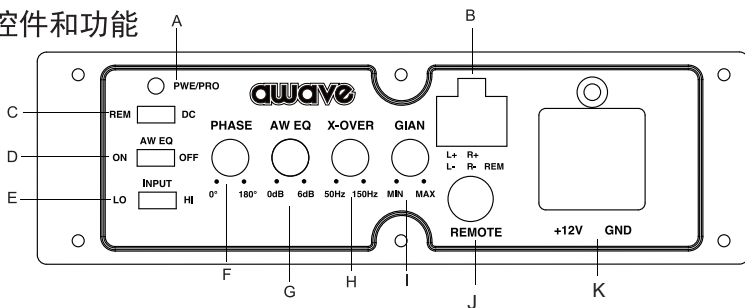 控件和功能
A
B
PWE/PRO
awave
C
REM
DC
PHASE
AW EQ
X-OVER
GIAN
AW EQ
D
ON
OFF
L+ R+
L- R- REM
INPUT
E
LO
HI
0° 180°
0dB 6dB
50Hz 150Hz
MIN MAX
REMOTE
+12V GND
F
G
H
I
J
K